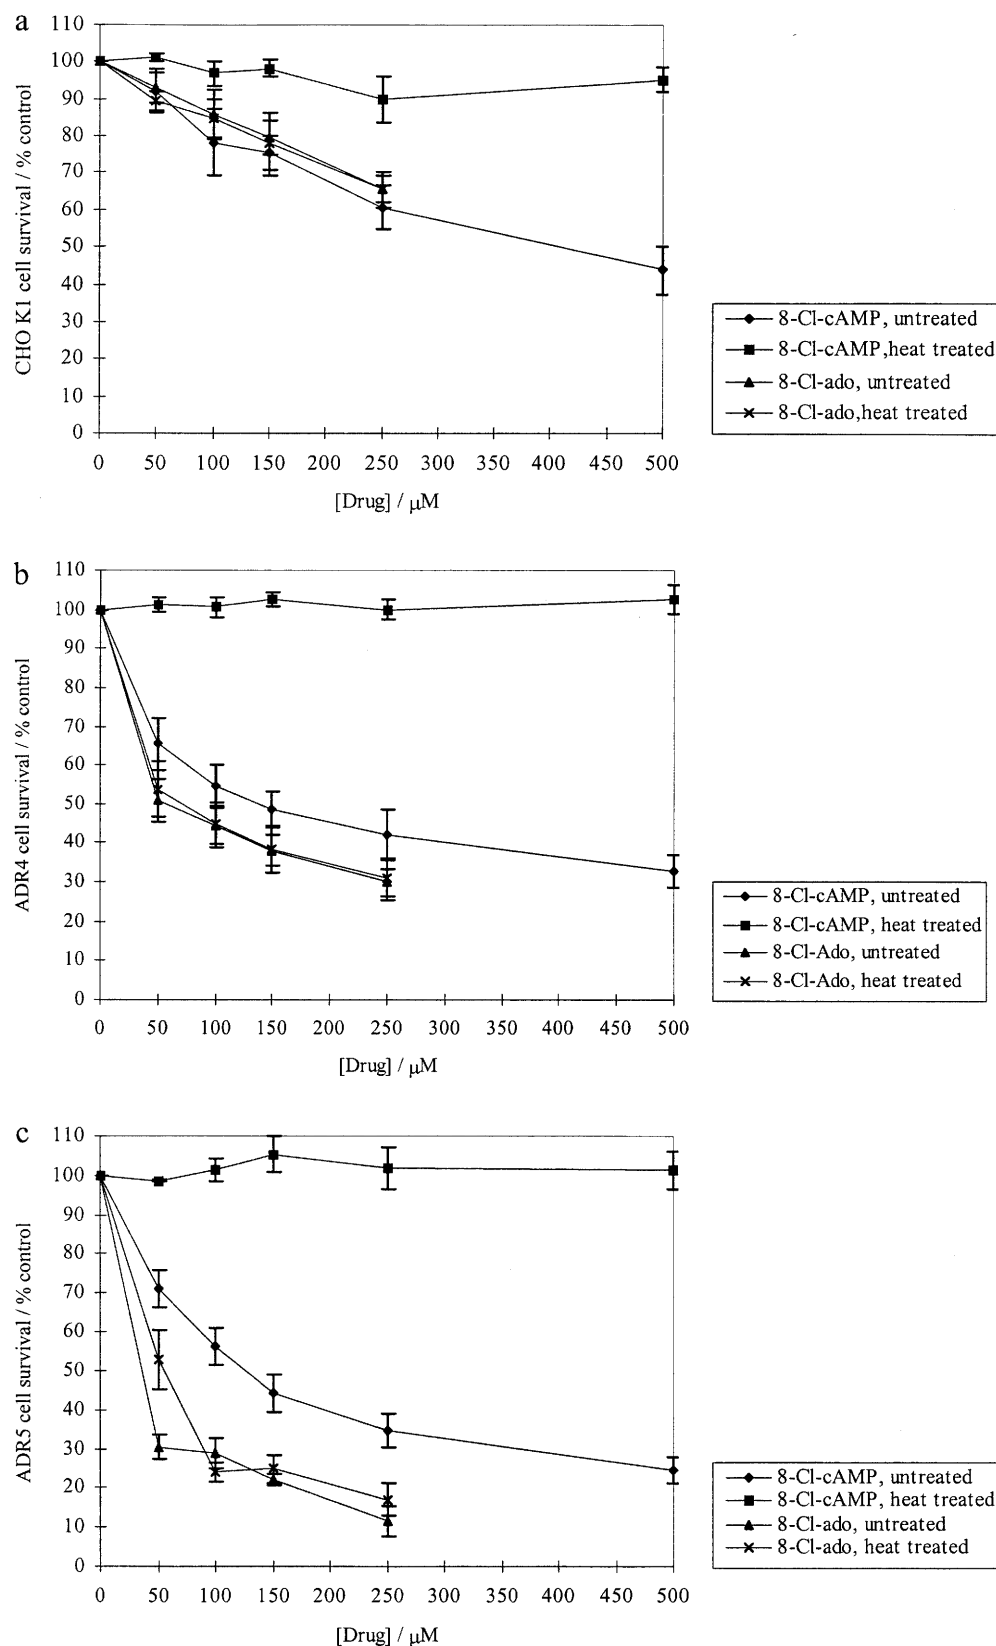 a
110
100
90
80
70
60
50
40
30
20
10
0
CHO K1 cell survival / % control
0 50 100 150 200 250 300 350 400 450 500
[Drug] / μM
8-Cl-cAMP, untreated
8-Cl-cAMP,heat treated
8-Cl-ado, untreated
8-Cl-ado,heat treated
b
110
100
90
80
70
60
50
40
30
20
10
0
ADR4 cell survival / % control
0 50 100 150 200 250 300 350 400 450 500
[Drug] / μM
8-Cl-cAMP, untreated
8-Cl-cAMP, heat treated
8-Cl-Ado, untreated
8-Cl-Ado, heat treated
c
110
100
90
80
70
60
50
40
30
20
10
0
ADR5 cell survival / % control
0 50 100 150 200 250 300 350 400 450 500
[Drug] / μM
8-Cl-cAMP, untreated
8-Cl-cAMP, heat treated
8-Cl-ado, untreated
8-Cl-ado, heat treated